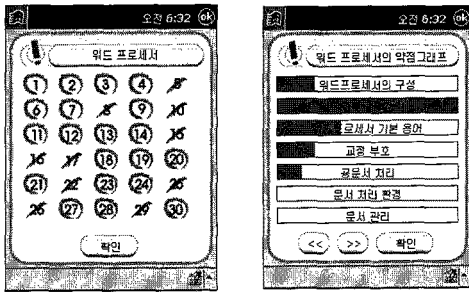 오전 6:32 ok
워드 프로세서
1 2 3 4 5
6 7 8 9 10
11 12 13 14 15
16 17 18 19 20
21 22 23 24 25
26 27 28 29 30
확인
오전 6:32 ok
워드 프로세서의 약점그래프
워드프로세서의 구성
로세서 기본 용어
교정 부호
공문서 처리
문서 처리 환경
문서 관리
<< >> 확인